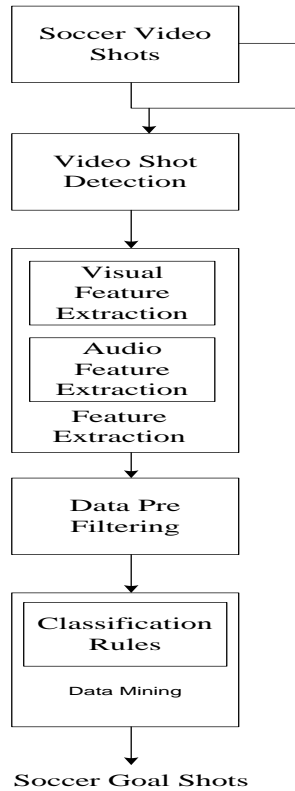 Soccer Video
Shots
Video Shot
Detection
Visual
Feature
Extraction
Audio
Feature
Extraction
Feature
Extraction
Data Pre
Filtering
Classification
Rules
Data Mining
Soccer Goal Shots